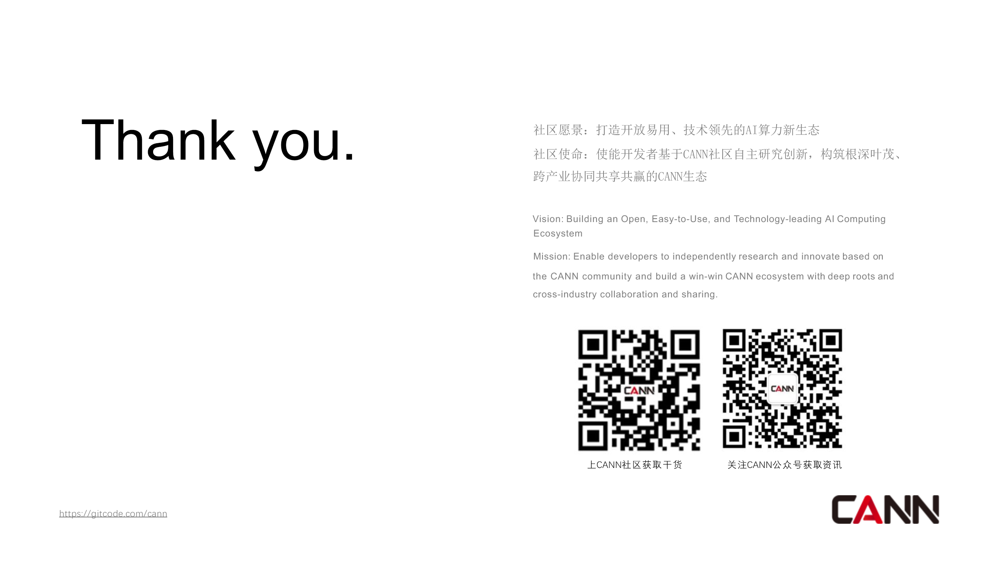 Thank you.
社区愿景：打造开放易用、技术领先的AI算力新生态
社区使命：使能开发者基于CANN社区自主研究创新，构筑根深叶茂、
跨产业协同共享共赢的CANN生态
Vision: Building an Open, Easy-to-Use, and Technology-leading AI Computing
Ecosystem
Mission: Enable developers to independently research and innovate based on
the CANN community and build a win-win CANN ecosystem with deep roots and
cross-industry collaboration and sharing.
CANN
CANN
上CANN社区获取干货
关注CANN公众号获取资讯
https://gitcode.com/cann
CANN